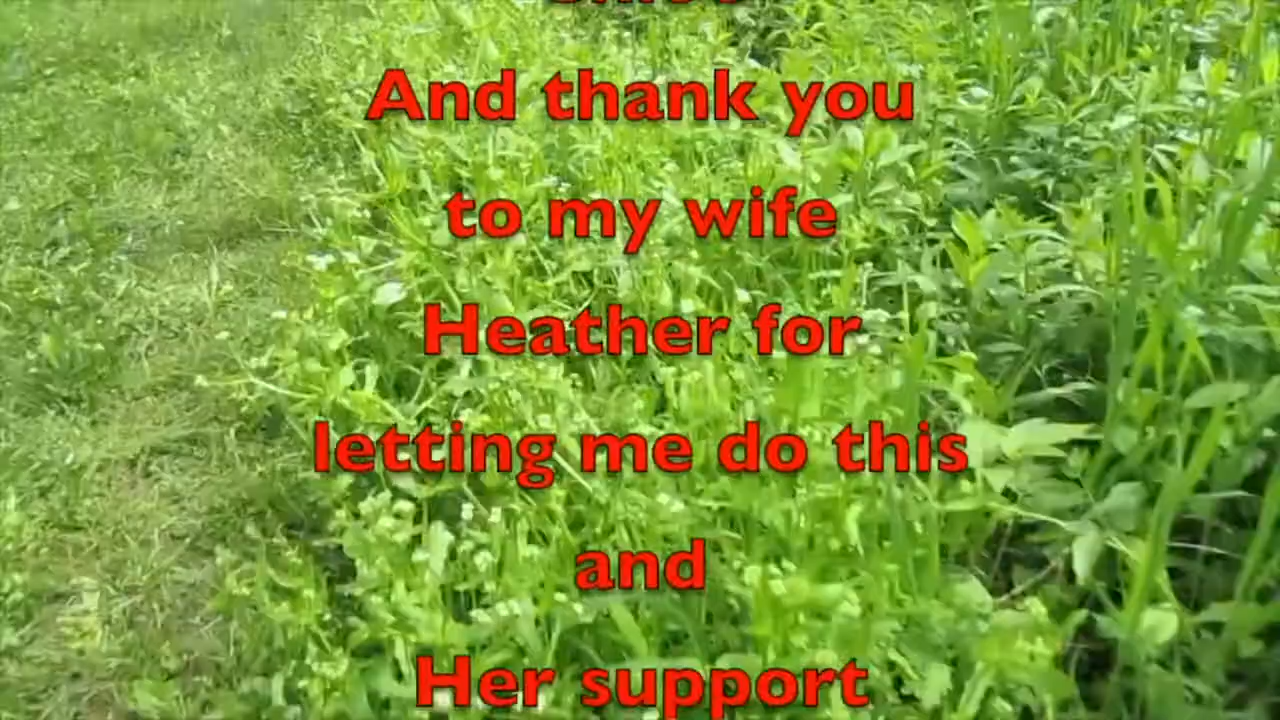 And thank you
to my wife
Heather for
letting me do this
and
Her support